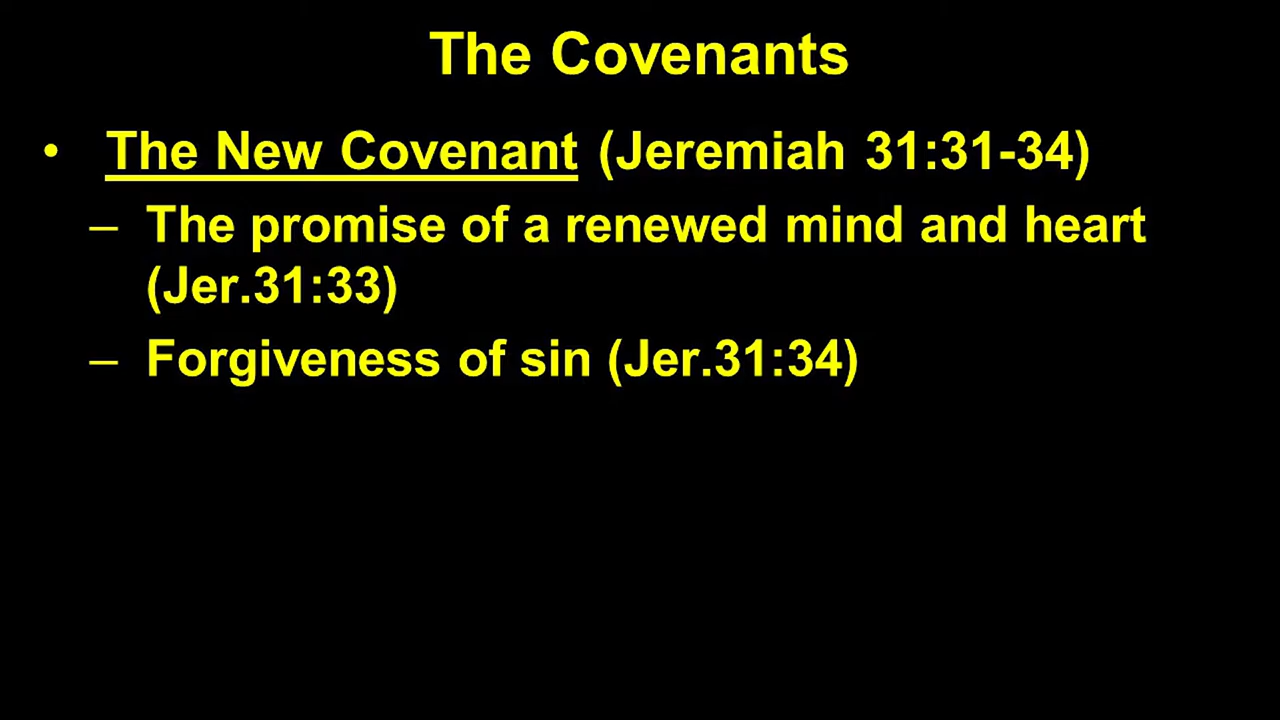 The Covenants
• The New Covenant (Jeremiah 31:31-34)
– The promise of a renewed mind and heart
(Jer.31:33)
– Forgiveness of sin (Jer.31:34)